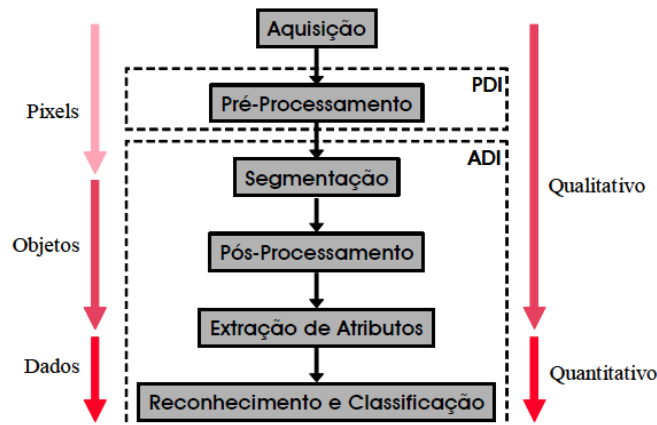 Aquisição
PDI
Pré-Processamento
Pixels
ADI
Segmentação
Qualitativo
Objetos
Pós-Processamento
Extração de Atributos
Dados
Quantitativo
Reconhecimento e Classificação